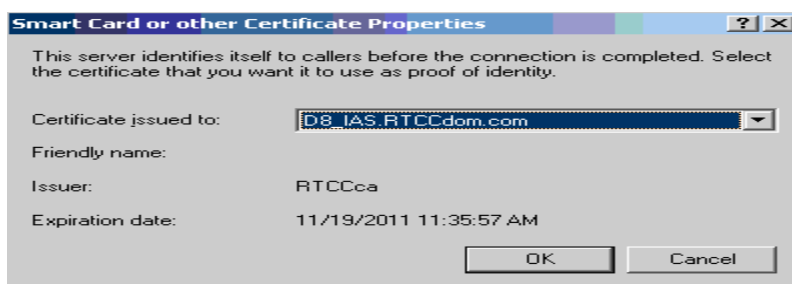 Smart Card or other Certificate Properties
This server identifies itself to callers before the connection is completed. Select
the certificate that you want it to use as proof of identity.
Certificate issued to: D8_IAS.RTCCdom.com
Friendly name:
Issuer: RTCCca
Expiration date: 11/19/2011 11:35:57 AM
OK Cancel